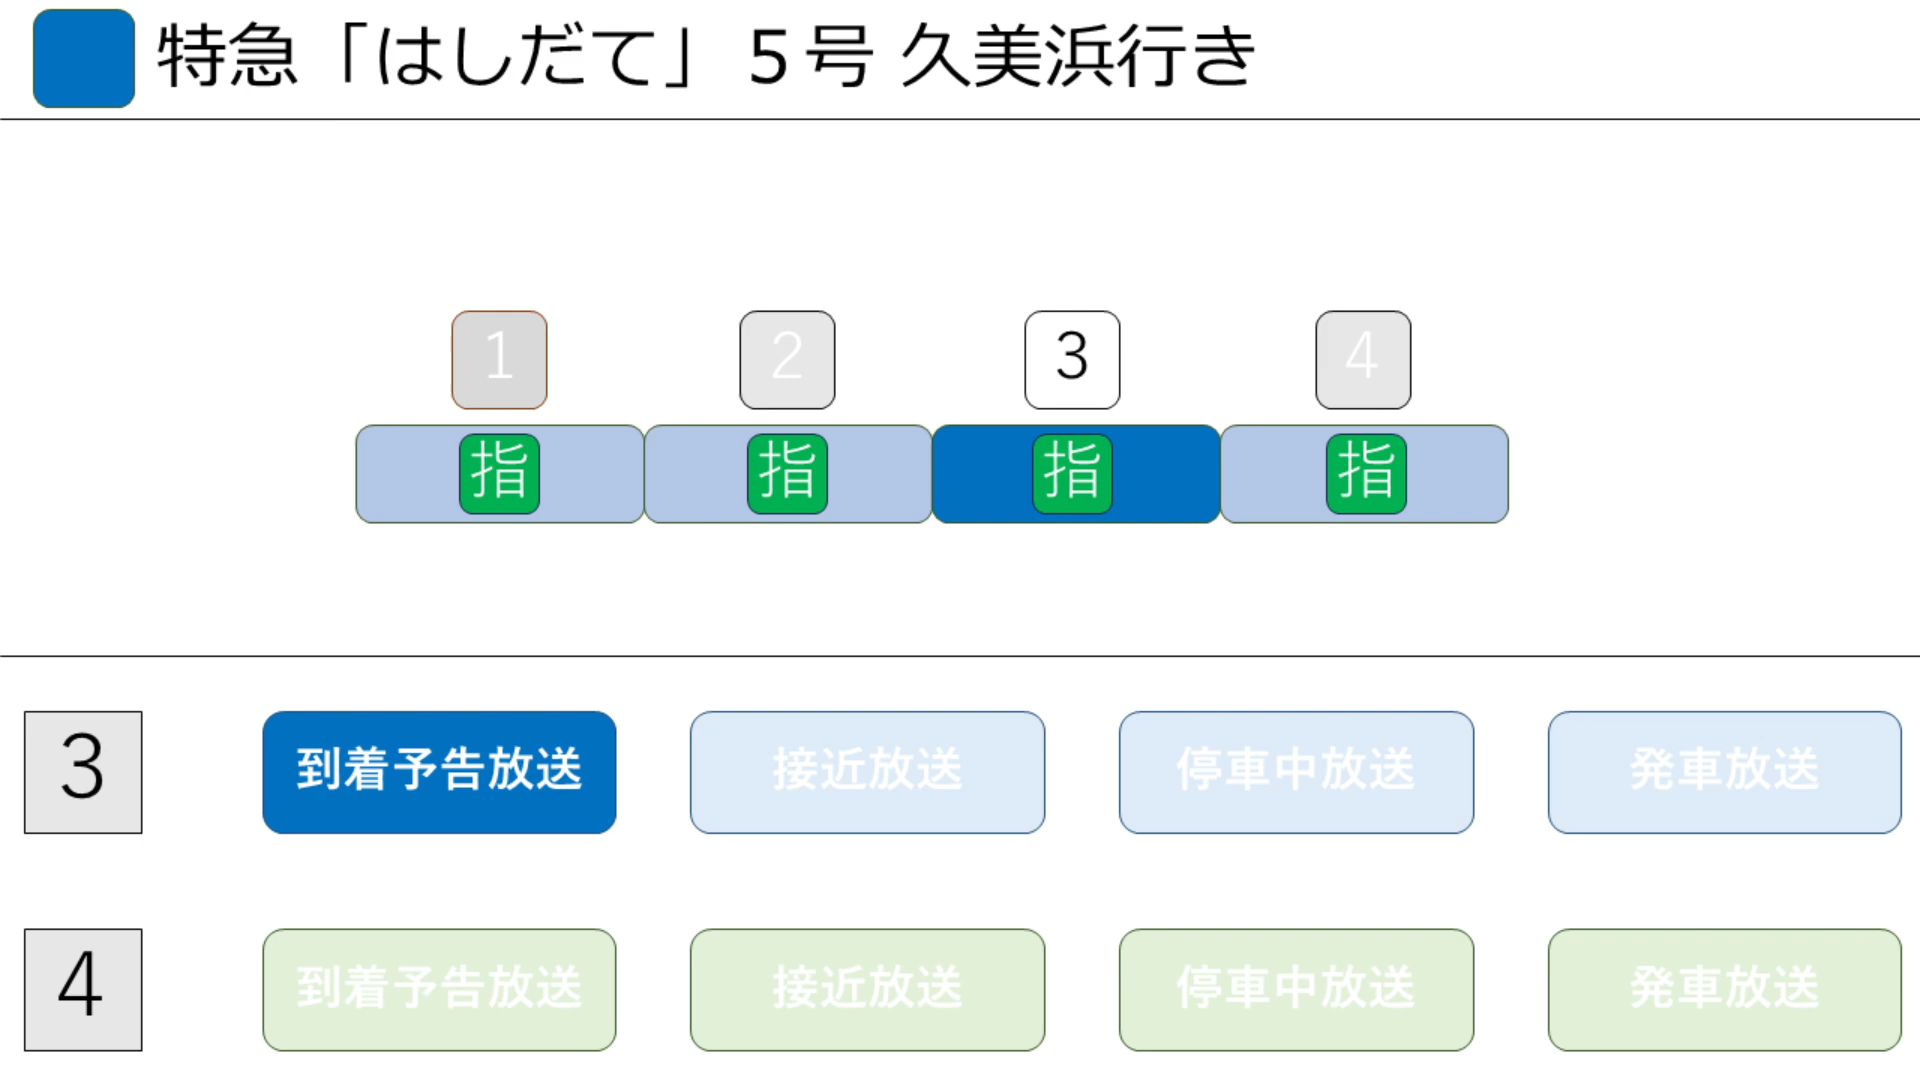 特急「はしだて」5号 久美浜行き
1 2 3 4
指 指 指 指
3 到着予告放送 接近放送 停車中放送 発車放送
4 到着予告放送 接近放送 停車中放送 発車放送